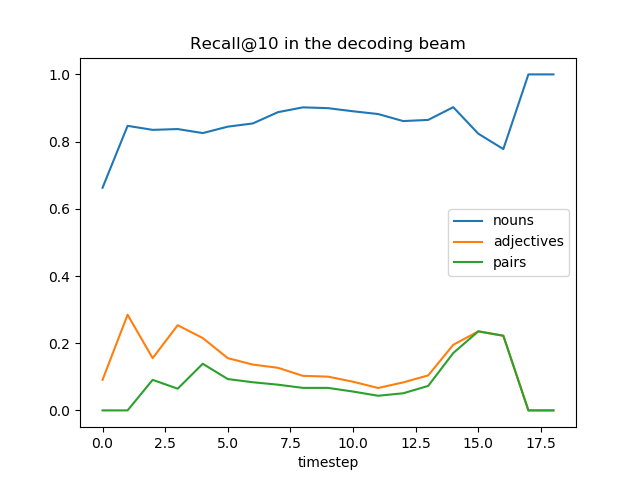 Recall@10 in the decoding beam
1.0
0.8
0.6
0.4
0.2
0.0
nouns
adjectives
pairs
0.0 2.5 5.0 7.5 10.0 12.5 15.0 17.5
timestep